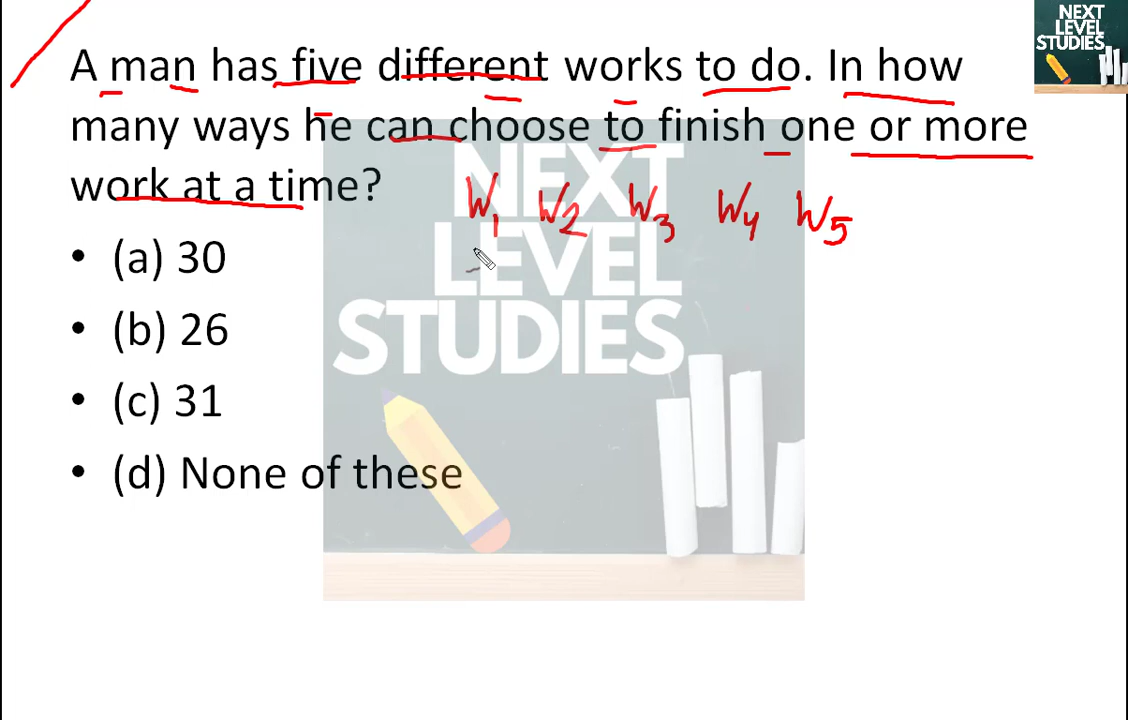 NEXT
LEVEL
STUDIES
A man has five different works to do. In how
many ways he can choose to finish one or more
work at a time?
W1 W2 W3 W4 W5
• (a) 30
• (b) 26
• (c) 31
• (d) None of these
NEXT
LEVEL
STUDIES